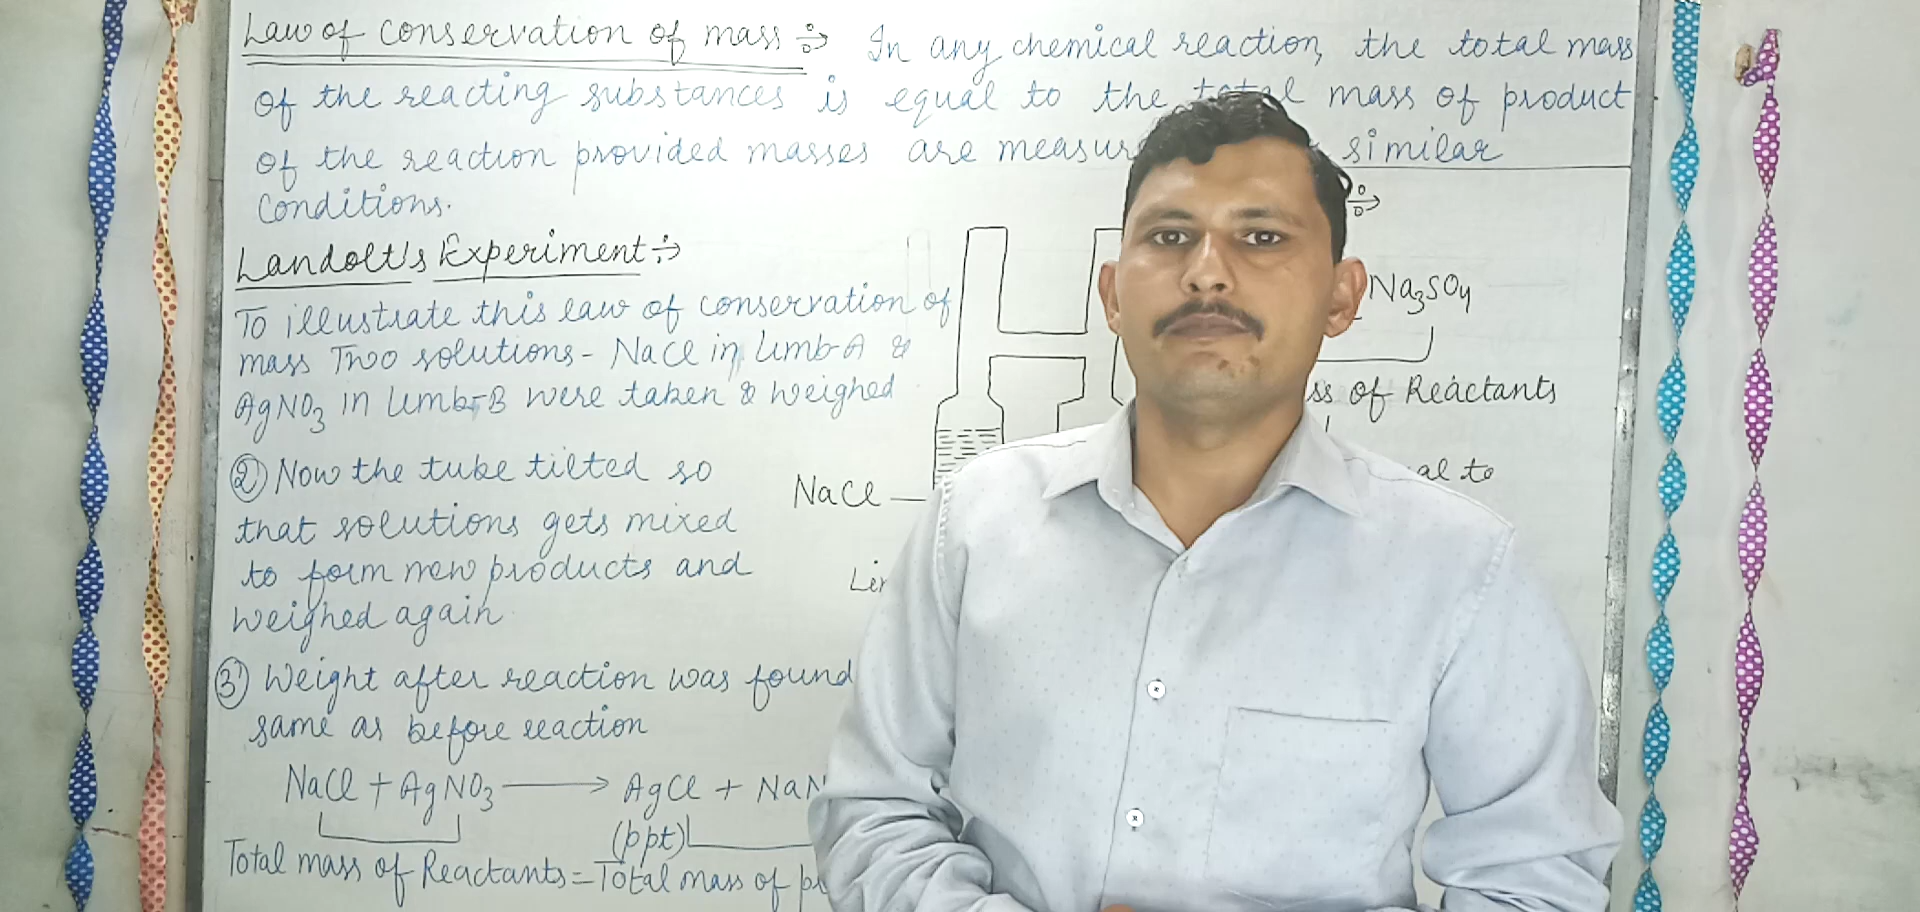 Law of conservation of mass ÷> In any chemical reaction, the total mass
of the reacting substances is equal to the total mass of product
of the reaction provided masses are similar
Conditions.
Landolt's Experiment ÷>
To illustrate this law of conservation of
mass Two solutions - NaCl in limb-A &
AgNO3 in limb-B were taken & weighed
② Now the tube tilted so
that solutions gets mixed
to form new products and
weighed again
③ Weight after reaction was found
same as before reaction
NaCl + AgNO3 → AgCl + NaN
(ppt)
Total mass of Reactants = Total mass of
NaCl
÷>
Na2SO4
of Reactants
to